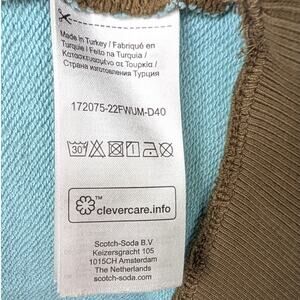 Made in Turkey / Fabriqué en
Turquie / Feito na Turquia /
Κατασκευασμένο σε Τουρκία /
Страна изготовления Турция
172075-22FWUM-D40
30
™
clevercare.info
Scotch-Soda B.V
Keizersgracht 105
1015CH Amsterdam
The Netherlands
scotch-soda.com